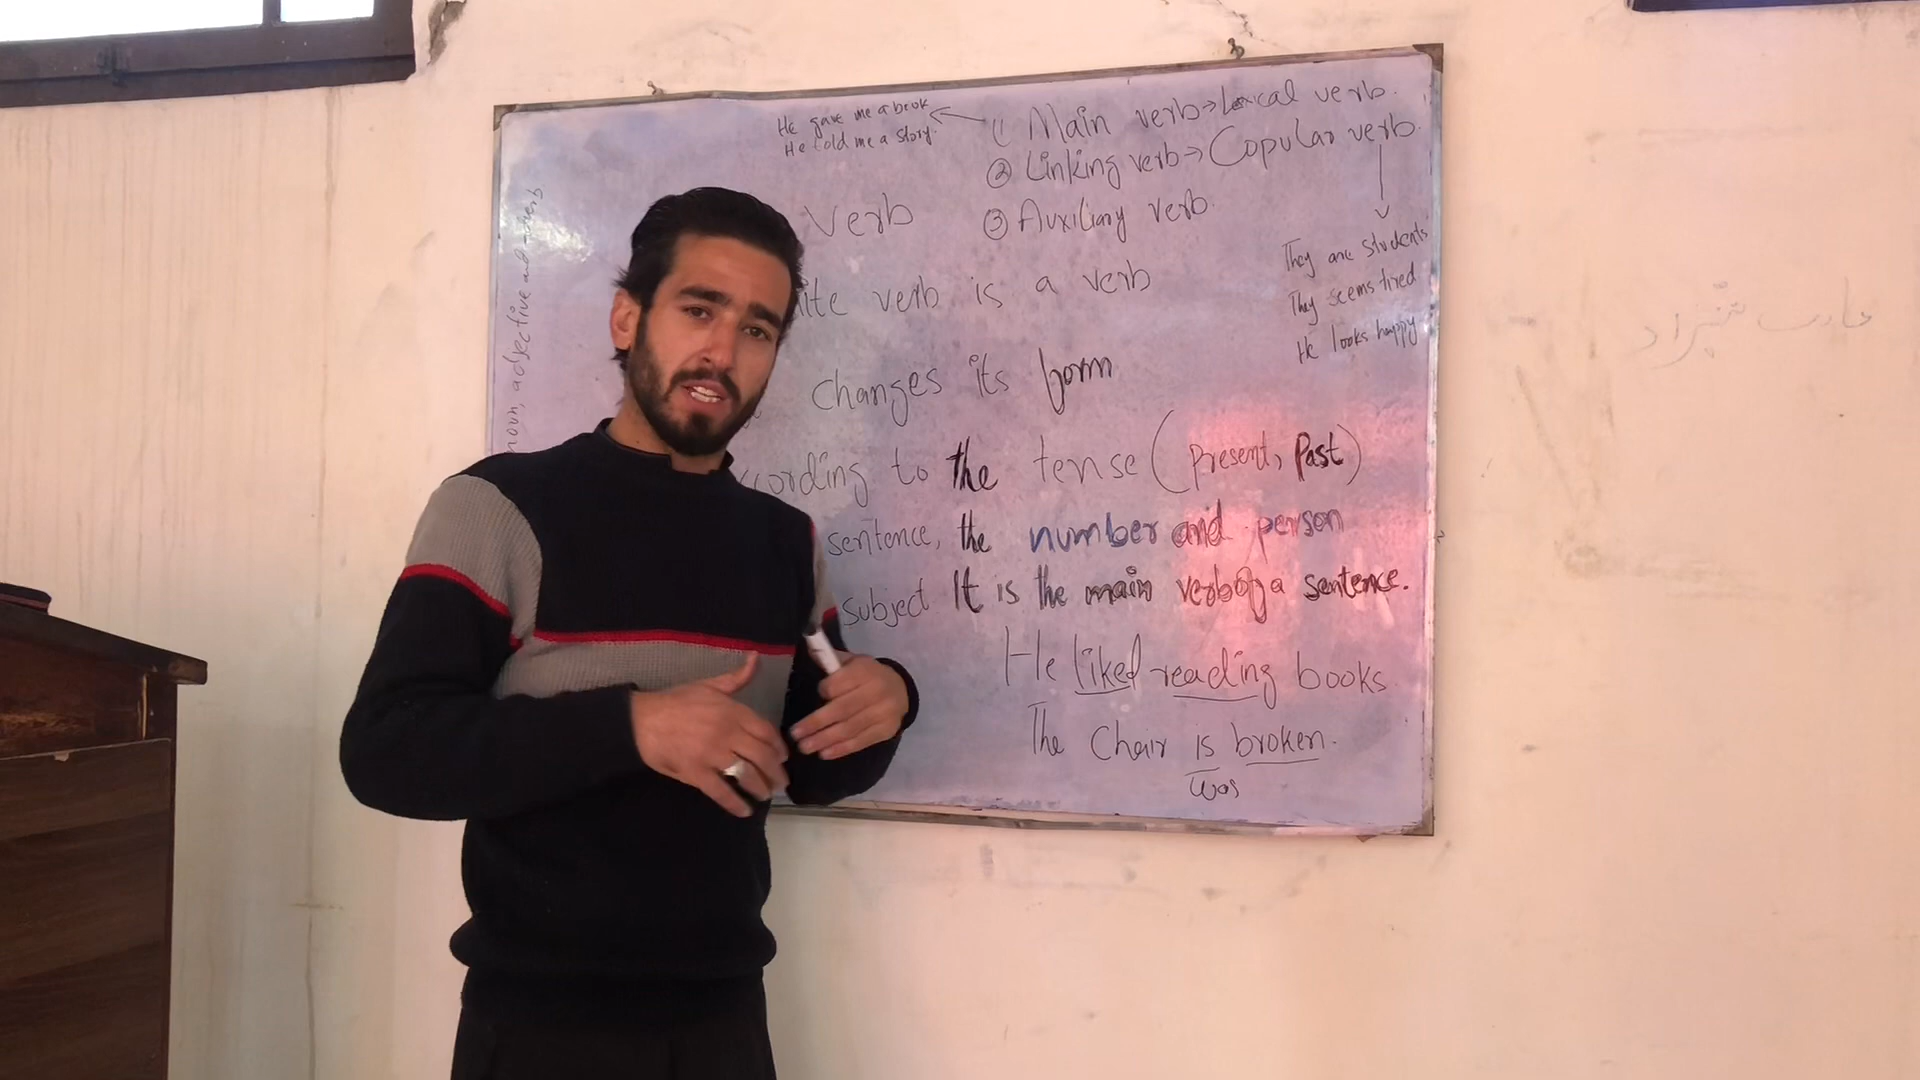 He gave me a book
He told me a story.
( Main verb→Lexical verb.
② Linking verb→Copular verb.
③ Auxiliary verb.
Verb
They are students
They seems tired
He looks happy
ite verb is a verb
changes its form
cording to the tense (Present, Past)
sentence, the number and person
subject It is the main verb of a sentence.
He liked reading books
The Chair is broken.
was
noun, adjective and adverb